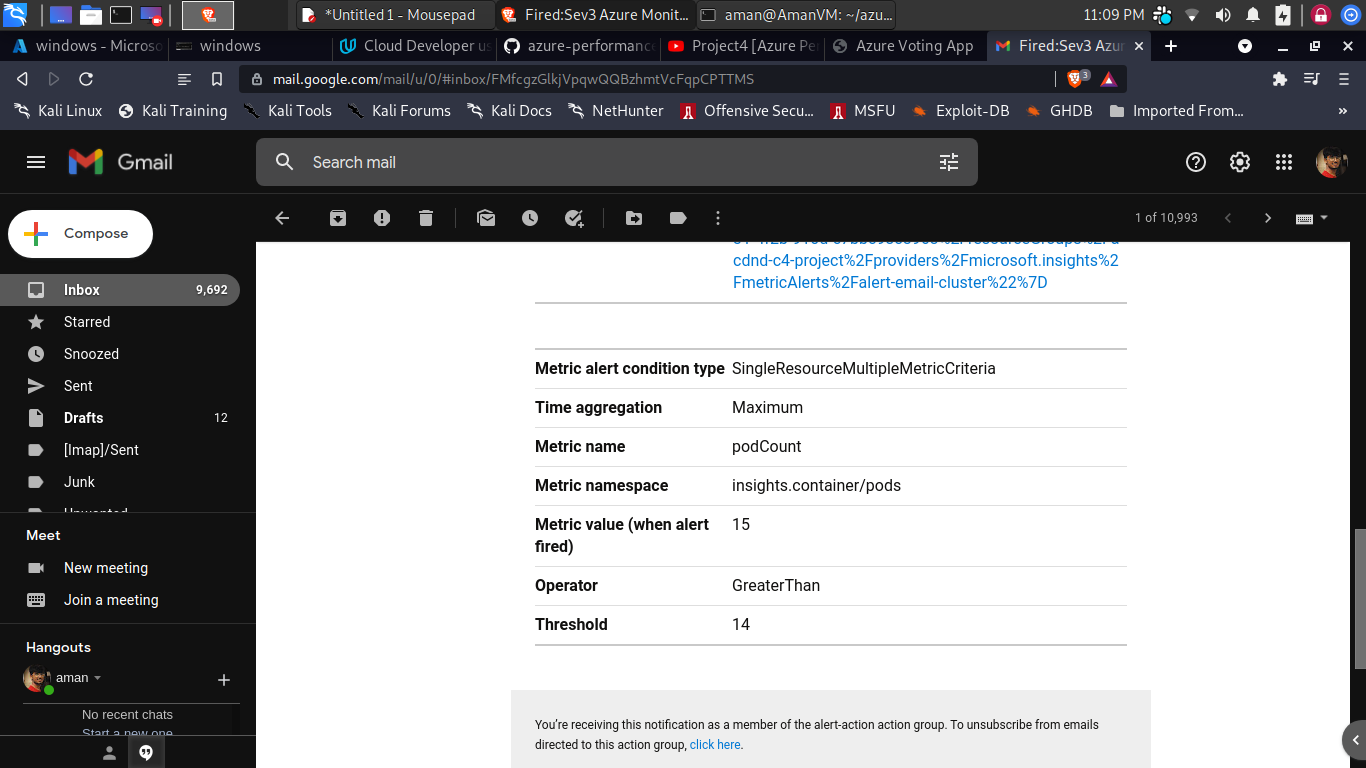 *Untitled 1 - Mousepad
Fired:Sev3 Azure Monit...
aman@AmanVM: ~/azu...
11:09 PM
windows - Microso
windows
Cloud Developer us
azure-performance
Project4 [Azure Pe
Azure Voting App
Fired:Sev3 Azur
mail.google.com/mail/u/0/#inbox/FMfcgzGlkjVpqwQQBzhmtVcFqpCPTTMS
3
Kali Linux
Kali Training
Kali Tools
Kali Forums
Kali Docs
NetHunter
Offensive Secu...
MSFU
Exploit-DB
GHDB
Imported From...
»
Gmail
Search mail
Compose
1 of 10,993
Inbox 9,692
Starred
Snoozed
Sent
Drafts 12
[Imap]/Sent
Junk
Unwanted
Meet
New meeting
Join a meeting
Hangouts
aman
No recent chats
Start a new one
cdnd-c4-project%2Fproviders%2Fmicrosoft.insights%2
FmetricAlerts%2Falert-email-cluster%22%7D
Metric alert condition type SingleResourceMultipleMetricCriteria
Time aggregation Maximum
Metric name podCount
Metric namespace insights.container/pods
Metric value (when alert 15
fired)
Operator GreaterThan
Threshold 14
You're receiving this notification as a member of the alert-action action group. To unsubscribe from emails
directed to this action group, click here.